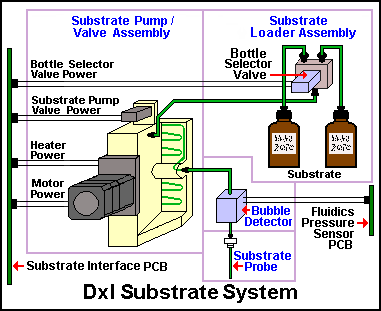 Substrate Pump /
Valve Assembly
Substrate
Loader Assembly
Bottle Selector
Valve Power
Bottle
Selector
Valve
Substrate Pump
Valve Power
Heater
Power
Substrate
Motor
Power
Bubble
Detector
Fluidics
Pressure
Sensor
PCB
Substrate
Probe
Substrate Interface PCB
DxI Substrate System